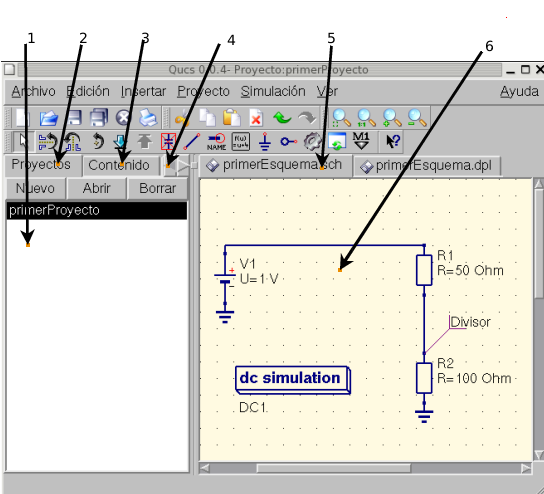 1 2 3 4 5 6
Qucs 0.0.4- Proyecto:primerProyecto
Archivo Edición Insertar Proyecto Simulación Ver Ayuda
NAME M1
Proyectos Contenido primerEsquema.sch primerEsquema.dpl
Nuevo Abrir Borrar
primerProyecto
V1
U=1 V
R1
R=50 Ohm
Divisor
R2
R=100 Ohm
dc simulation
DC1